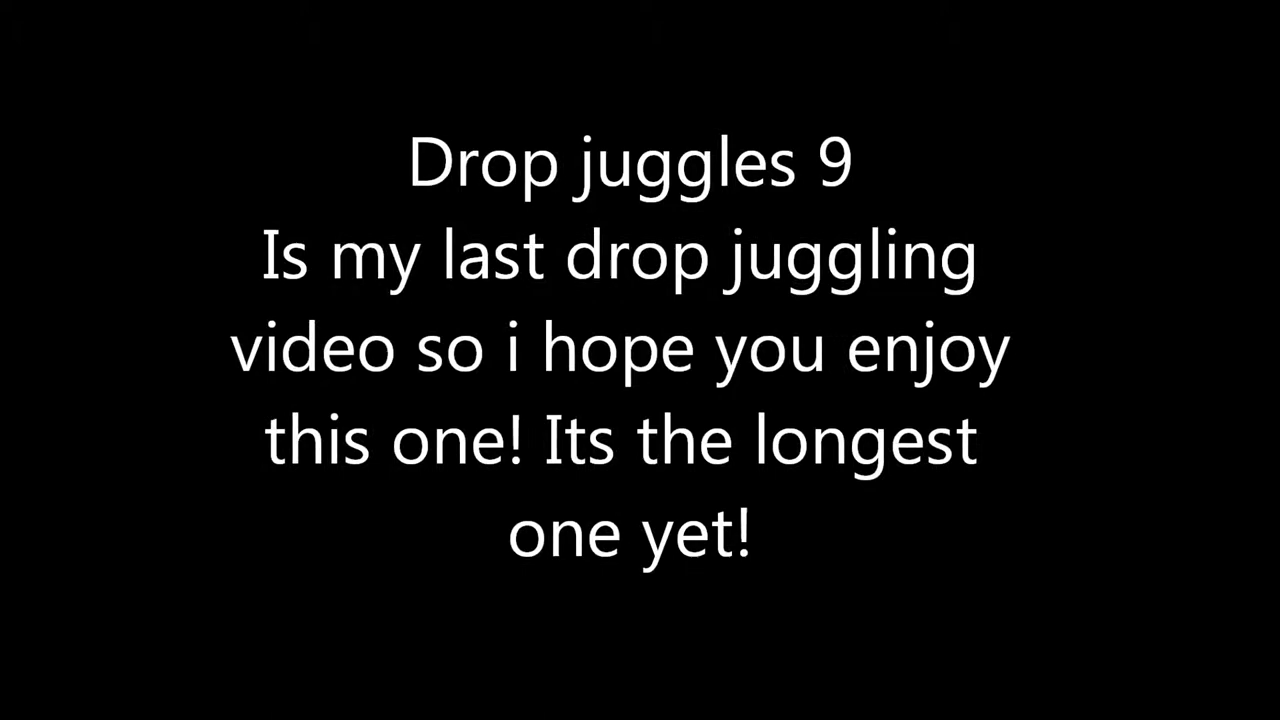 Drop juggles 9
Is my last drop juggling
video so i hope you enjoy
this one! Its the longest
one yet!